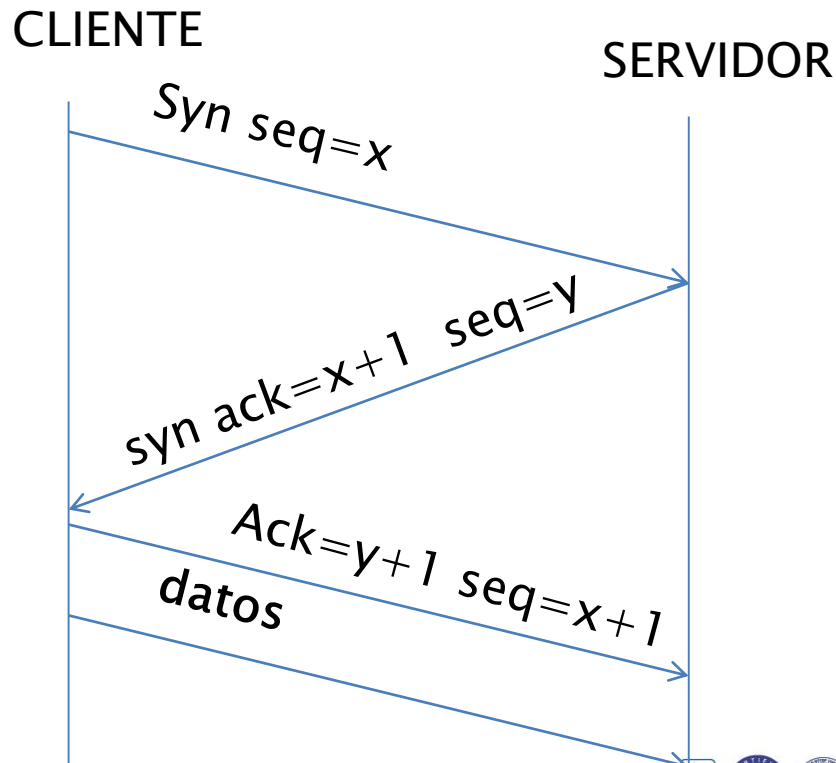 CLIENTE
SERVIDOR
Syn seq=x
syn ack=x+1 seq=y
Ack=y+1 seq=x+1
datos